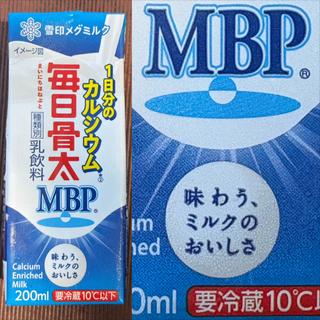 雪印メグミルク
イメージ図
1日分の
カルシウム
まいにちほねぶと
毎日骨太
種類別 乳飲料
MBP®
味わう、
ミルクの
おいしさ
Calcium
Enriched
Milk
200ml 要冷蔵10℃以下
MBP®
味わう、
ミルクの
おいしさ
Calcium
ched
0ml 要冷蔵10℃以下